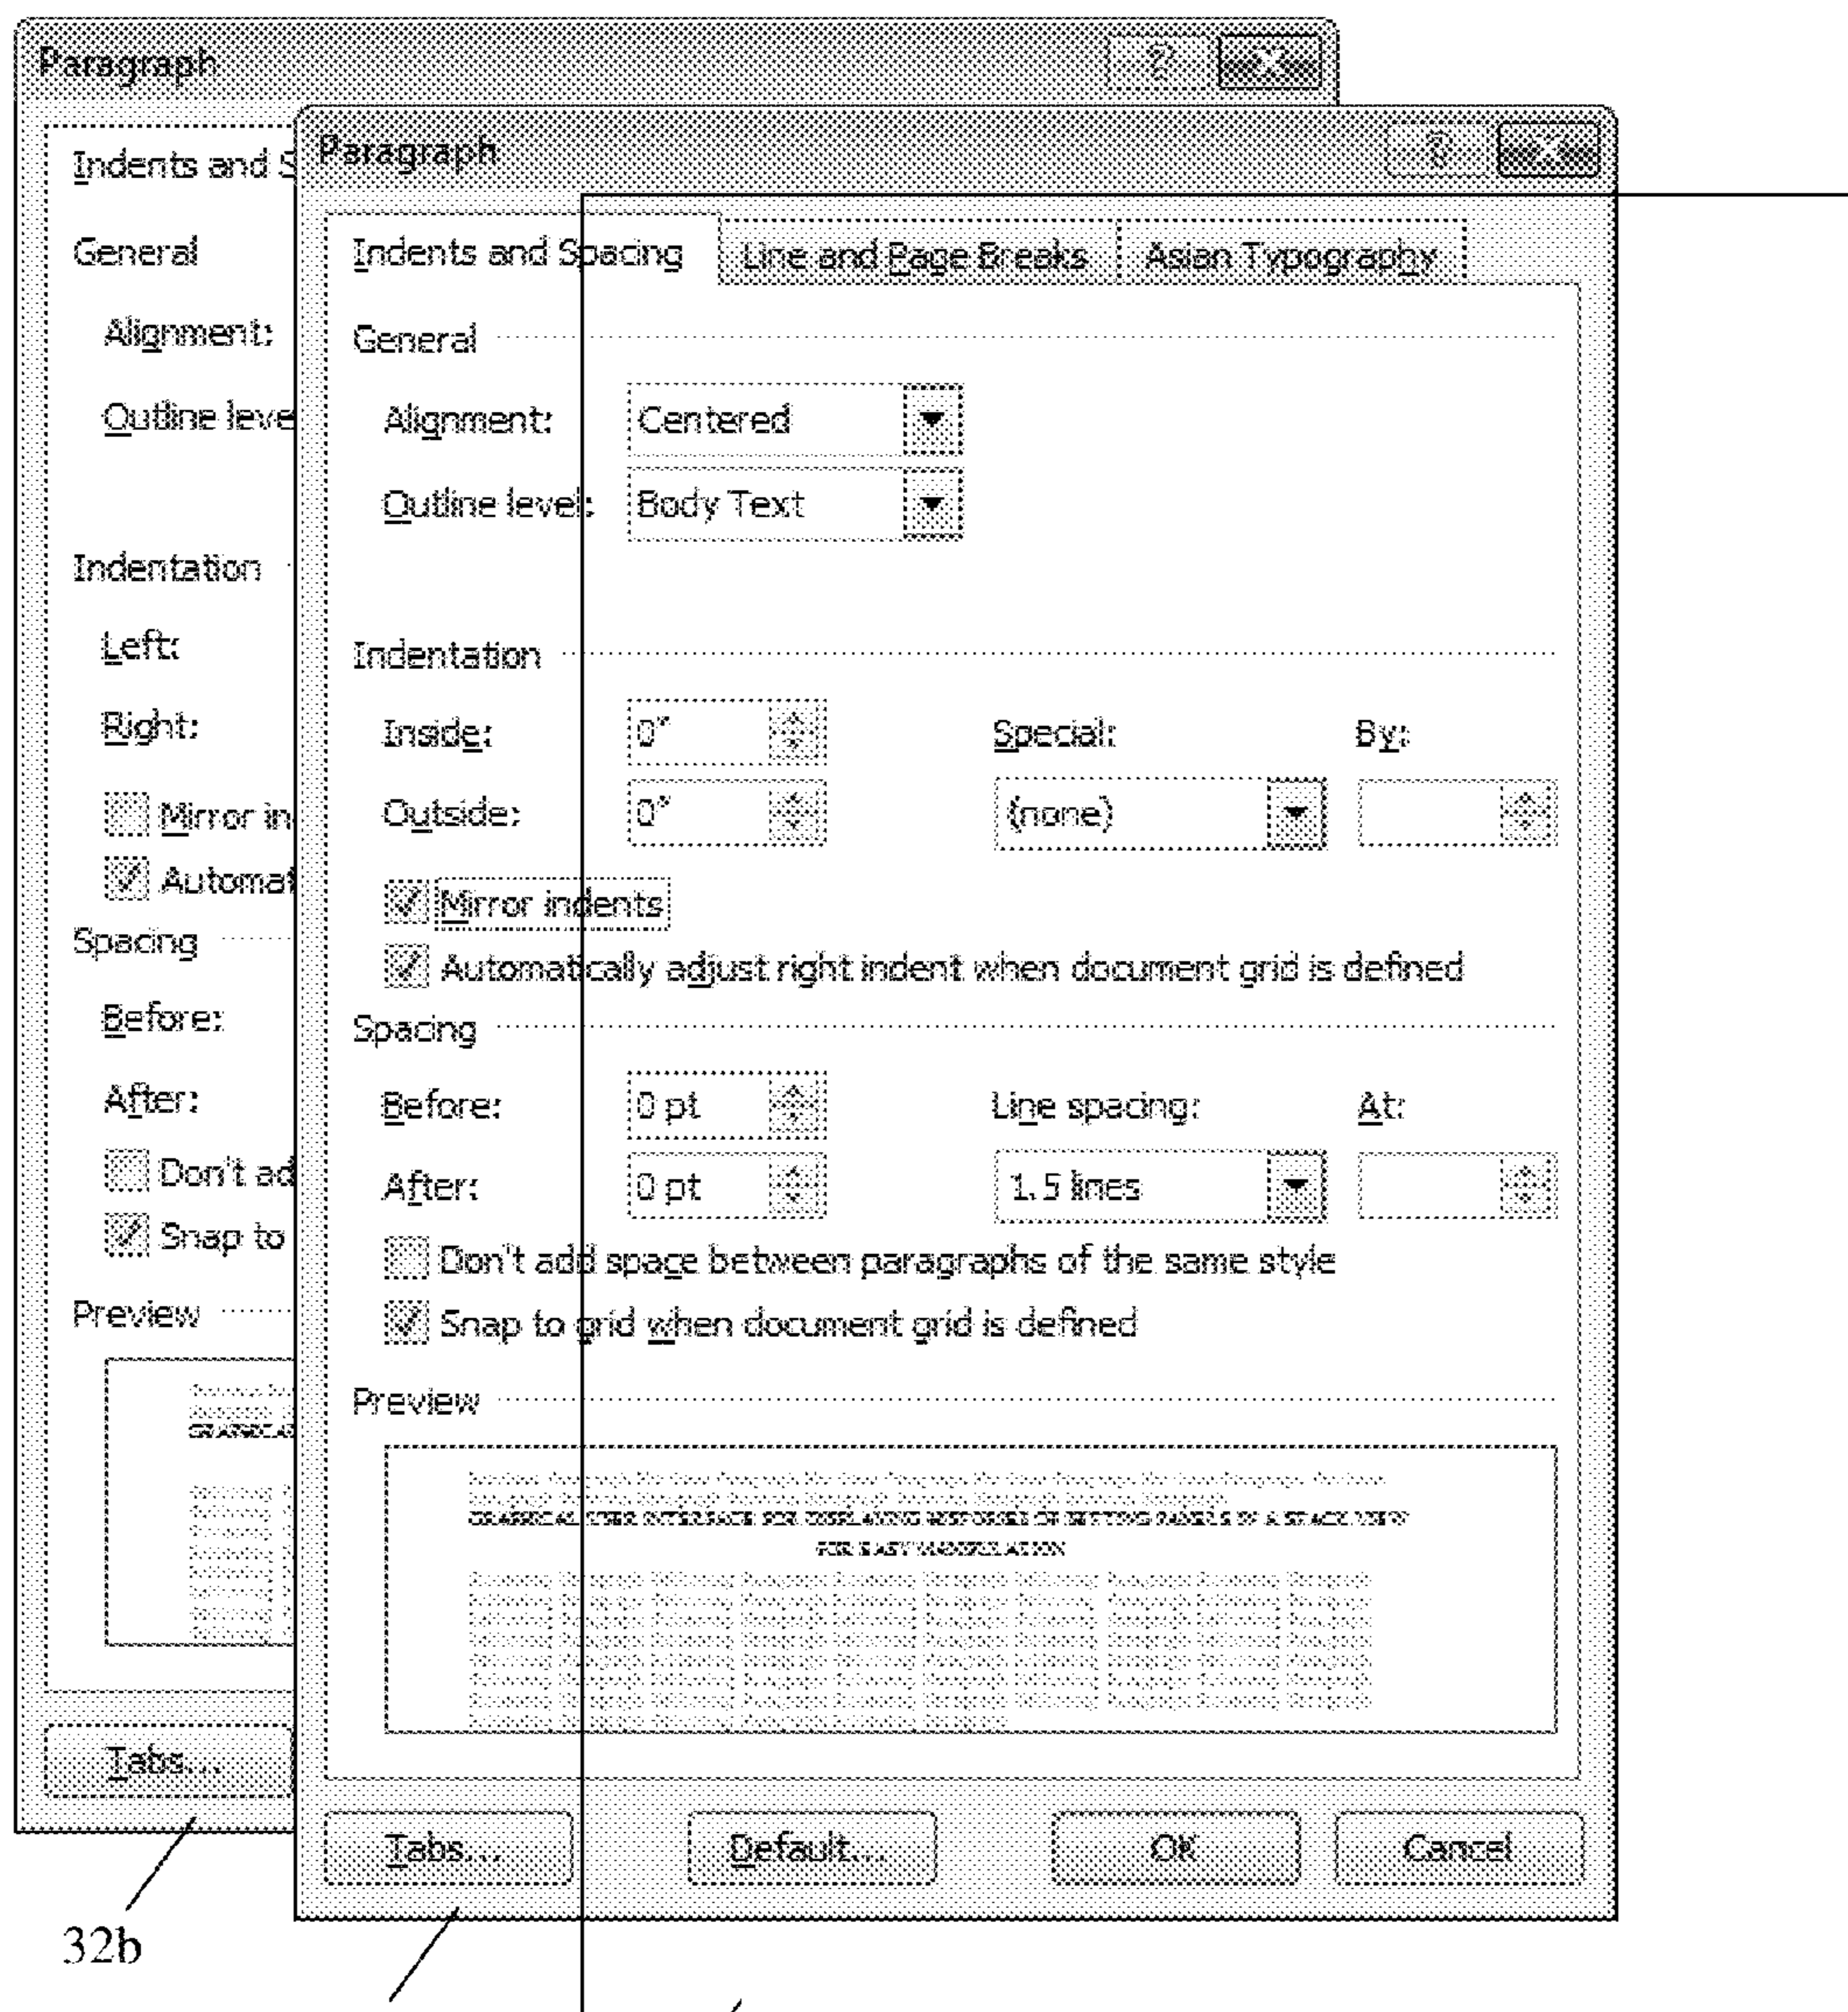 Paragraph
Indents and S
General
Alignment:
Outline leve
Indentation
Left:
Right:
Mirror in
Automat
Spacing
Before:
After:
Don't ad
Snap to
Preview
Tabs...
32b
Paragraph
Indents and Spacing Line and Page Breaks Asian Typography
General
Alignment: Centered
Outline level: Body Text
Indentation
Inside: 0" Special: By:
Outside: 0" (none)
Mirror indents
Automatically adjust right indent when document grid is defined
Spacing
Before: 0 pt Line spacing: At:
After: 0 pt 1.5 lines
Don't add space between paragraphs of the same style
Snap to grid when document grid is defined
Preview
GRAPHICAL USER INTERFACE FOR DISPLAYING HISTORIES OF SETTING PANELS IN A STACK VIEW
FOR EASY MANIPULATION
Tabs... Default... OK Cancel